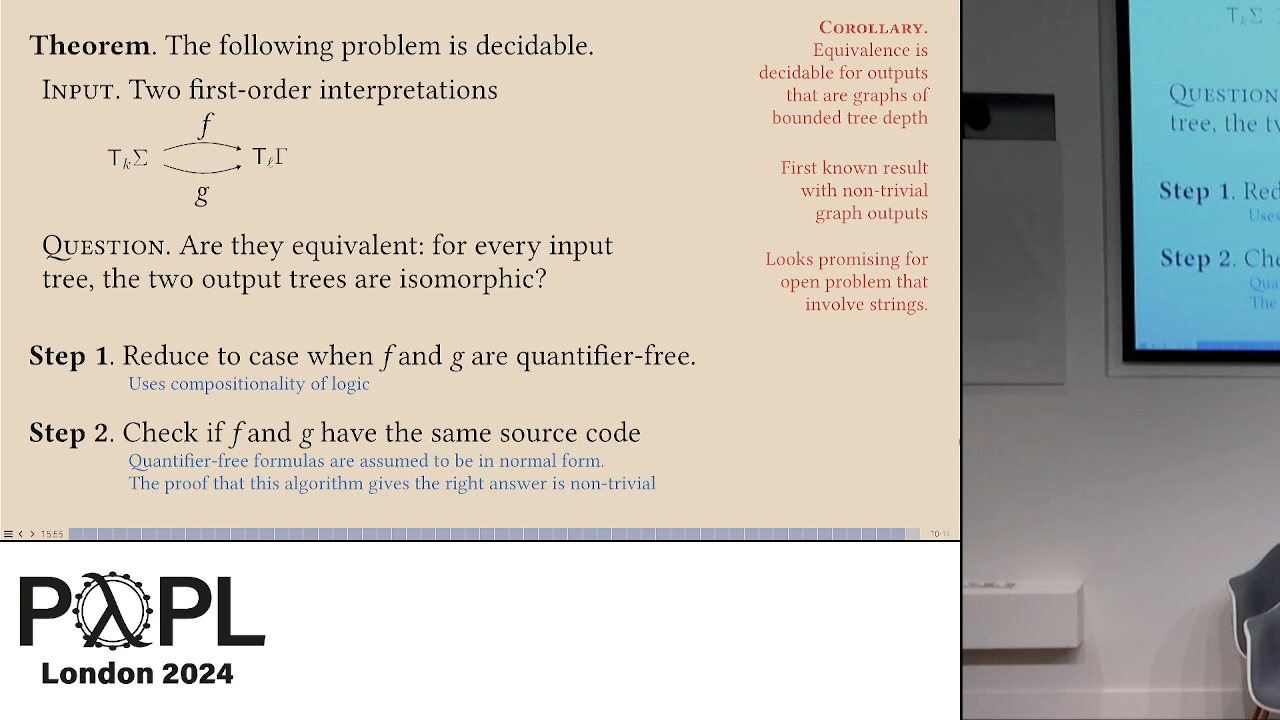 Theorem. The following problem is decidable.
INPUT. Two first-order interpretations
f
TₖΣ TℓΓ
g
QUESTION. Are they equivalent: for every input
tree, the two output trees are isomorphic?
Step 1. Reduce to case when f and g are quantifier-free.
Uses compositionality of logic
Step 2. Check if f and g have the same source code
Quantifier-free formulas are assumed to be in normal form.
The proof that this algorithm gives the right answer is non-trivial
COROLLARY.
Equivalence is
decidable for outputs
that are graphs of
bounded tree depth
First known result
with non-trivial
graph outputs
Looks promising for
open problem that
involve strings.
15:55
PλPL
London 2024
TₖΣ
QUESTION
tree, the tw
Step 1. Red
Uses
Step 2. Che
Qua
The